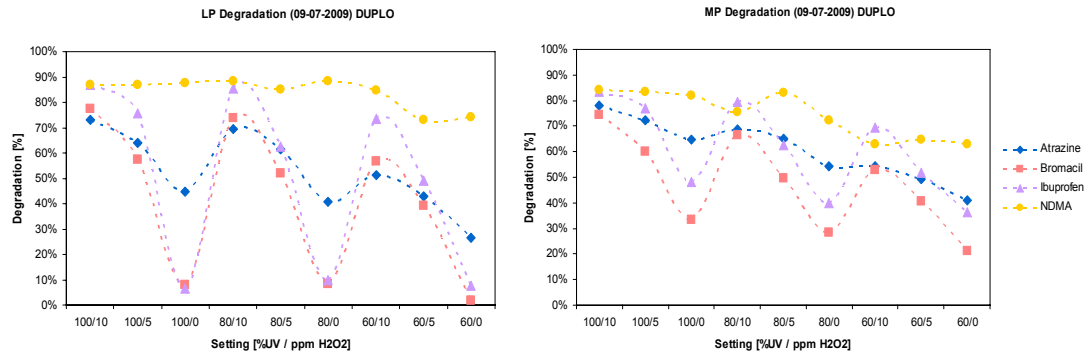 LP Degradation (09-07-2009) DUPLO
100%
90%
80%
70%
60%
50%
40%
30%
20%
10%
0%
Degradation [%]
100/10 100/5 100/0 80/10 80/5 80/0 60/10 60/5 60/0
Setting [%UV / ppm H2O2]
MP Degradation (09-07-2009) DUPLO
100%
90%
80%
70%
60%
50%
40%
30%
20%
10%
0%
Degradation [%]
100/10 100/5 100/0 80/10 80/5 80/0 60/10 60/5 60/0
Setting [%UV / ppm H2O2]
Atrazine
Bromacil
Ibuprofen
NDMA